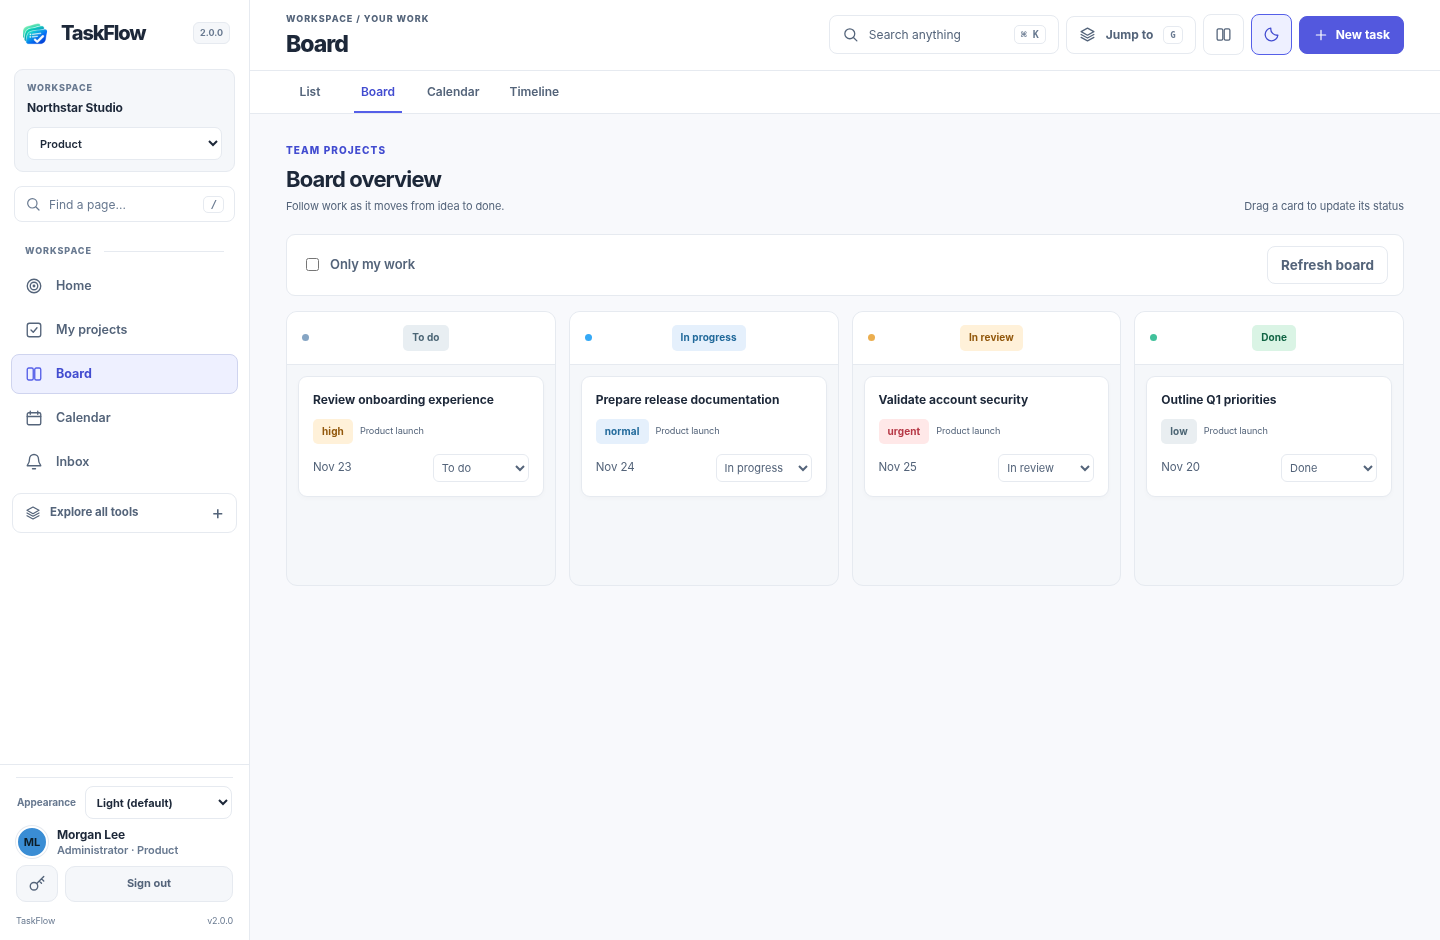 TaskFlow
2.0.0
WORKSPACE
Northstar Studio
Product
Find a page...
/
WORKSPACE
Home
My projects
Board
Calendar
Inbox
Explore all tools
+
Appearance
Light (default)
ML
Morgan Lee
Administrator · Product
Sign out
TaskFlow
v2.0.0
WORKSPACE / YOUR WORK
Board
Search anything
⌘ K
Jump to
G
+ New task
List
Board
Calendar
Timeline
TEAM PROJECTS
Board overview
Follow work as it moves from idea to done.
Drag a card to update its status
Only my work
Refresh board
To do
Review onboarding experience
high
Product launch
Nov 23
To do
In progress
Prepare release documentation
normal
Product launch
Nov 24
In progress
In review
Validate account security
urgent
Product launch
Nov 25
In review
Done
Outline Q1 priorities
low
Product launch
Nov 20
Done